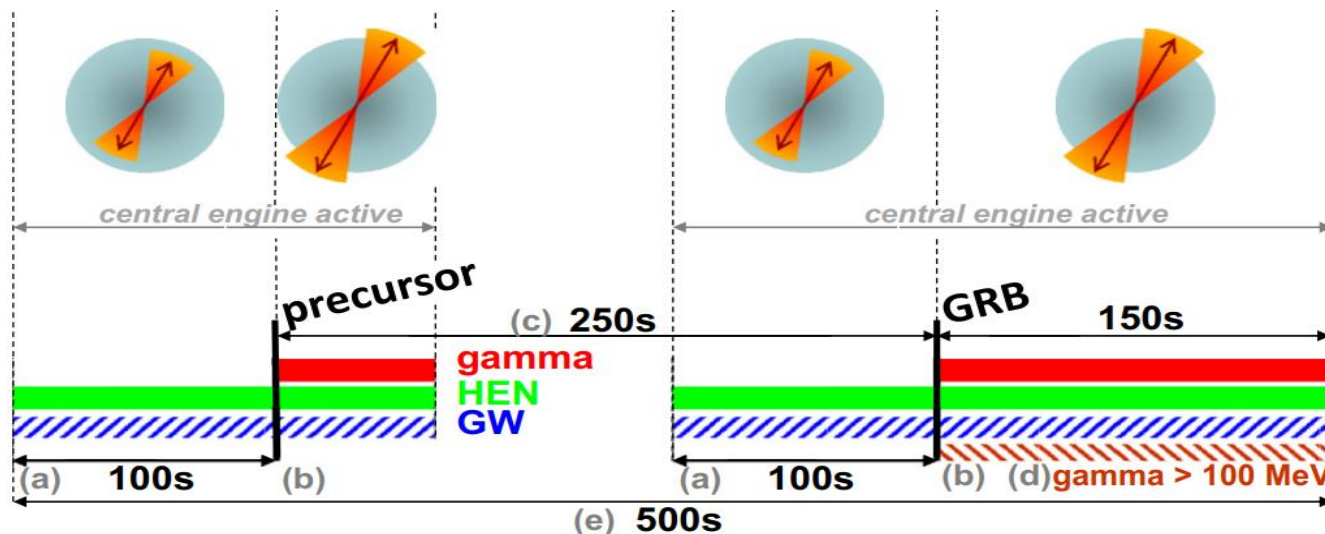 central engine active
central engine active
precursor
GRB
(c) 250s
150s
gamma
HEN
GW
(a) 100s
(b)
(a) 100s
(b)
(d) gamma > 100 MeV
(e) 500s